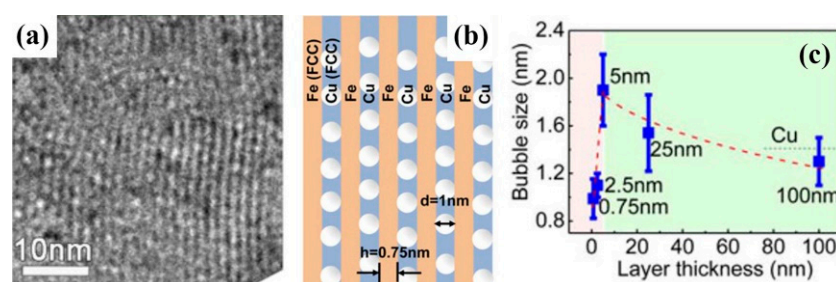 (a)
10nm
(b)
Fe (FCC)
Cu (FCC)
Fe
Cu
Fe
Cu
Fe
Cu
Fe
Cu
d=1nm
h=0.75nm
(c)
Bubble size (nm)
2.4
2.0
1.6
1.2
0.8
5nm
25nm
2.5nm
0.75nm
Cu
100nm
0 20 40 60 80 100
Layer thickness (nm)